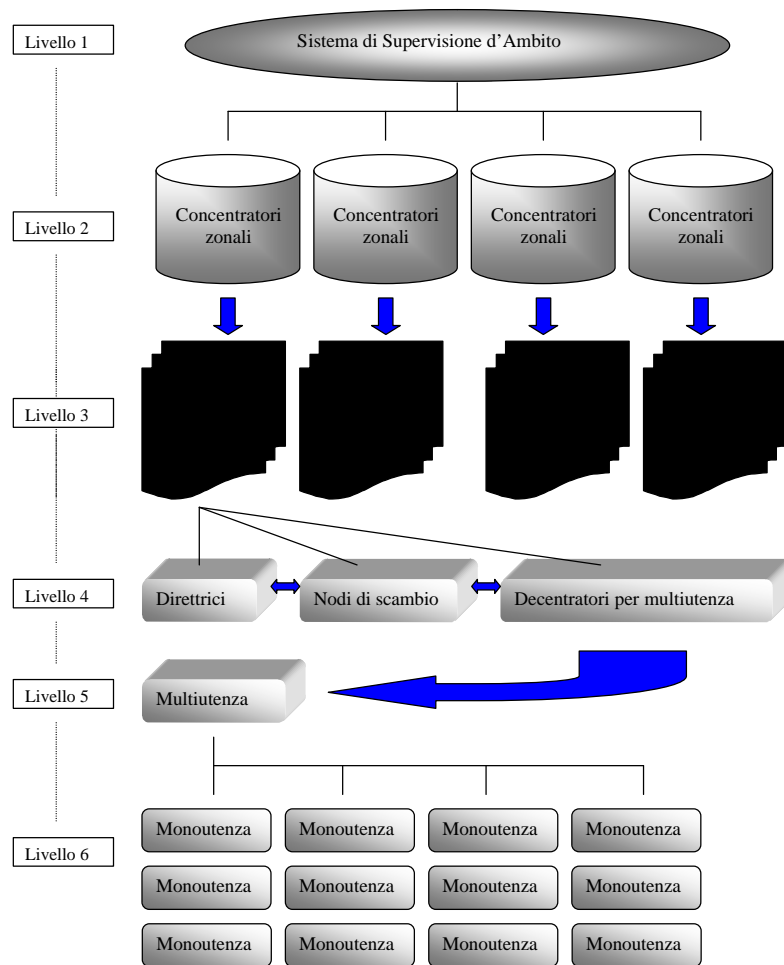 Livello 1
Sistema di Supervisione d'Ambito
Livello 2
Concentratori
zonali
Concentratori
zonali
Concentratori
zonali
Concentratori
zonali
Livello 3
Livello 4
Direttrici
Nodi di scambio
Decentratori per multiutenza
Livello 5
Multiutenza
Livello 6
Monoutenza
Monoutenza
Monoutenza
Monoutenza
Monoutenza
Monoutenza
Monoutenza
Monoutenza
Monoutenza
Monoutenza
Monoutenza
Monoutenza